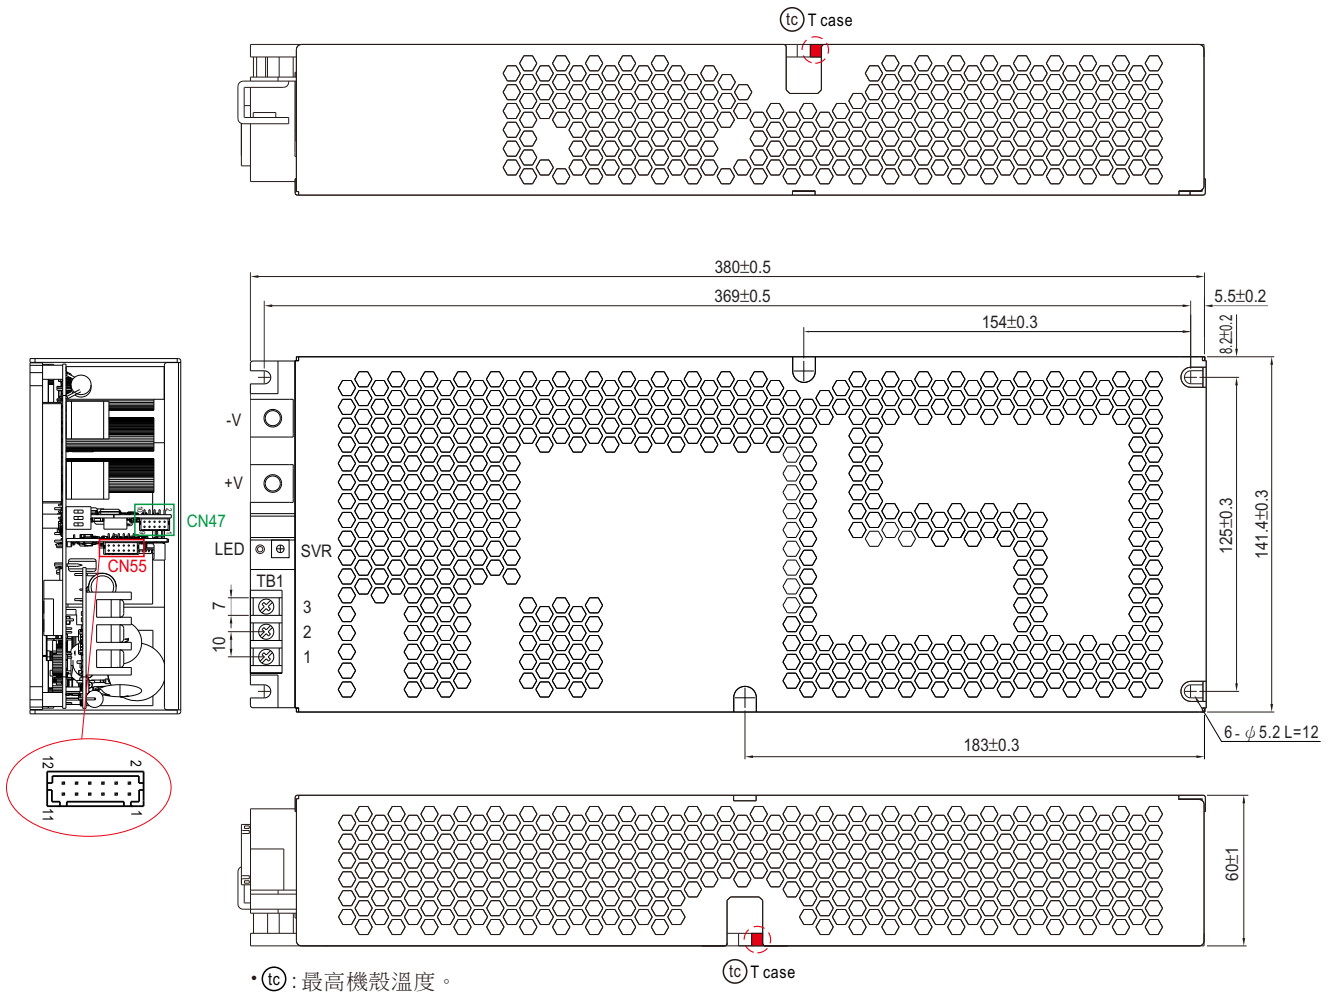 tc T case
380±0.5
369±0.5
5.5±0.2
154±0.3
8.2±0.2
-V
+V
CN47
LED
SVR
CN55
TB1
7
3
2
10
1
125±0.3
141.4±0.3
6-φ5.2 L=12
183±0.3
12
2
11
1
60±1
tc T case
•tc:最高機殼溫度。